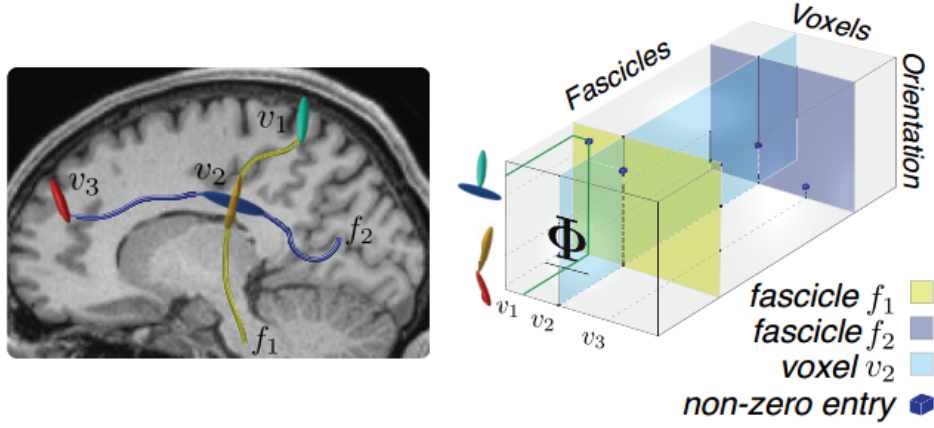 v₁
v₂
v₃
f₂
f₁
Fascicles
Voxels
Orientation
Φ
v₁
v₂
v₃
fascicle f₁
fascicle f₂
voxel v₂
non-zero entry